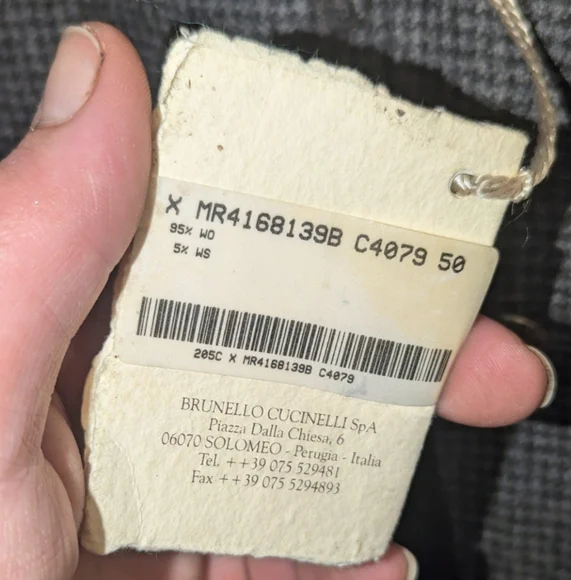 X MR4168139B C4079 50
95% WO
5% WS
205C X MR4168139B C4079
BRUNELLO CUCINELLI SpA
Piazza Dalla Chiesa, 6
06070 SOLOMEO - Perugia - Italia
Tel. ++39 075 529481
Fax ++39 075 5294893